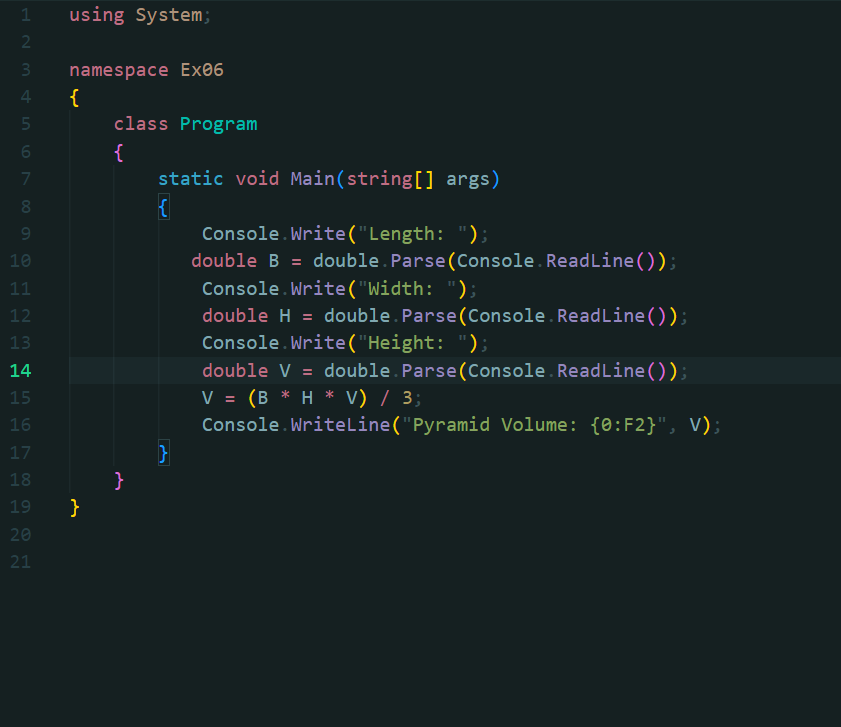 1 using System;
2
3 namespace Ex06
4 {
5 class Program
6 {
7 static void Main(string[] args)
8 {
9 Console.Write("Length: ");
10 double B = double.Parse(Console.ReadLine());
11 Console.Write("Width: ");
12 double H = double.Parse(Console.ReadLine());
13 Console.Write("Height: ");
14 double V = double.Parse(Console.ReadLine());
15 V = (B * H * V) / 3;
16 Console.WriteLine("Pyramid Volume: {0:F2}", V);
17 }
18 }
19 }
20
21